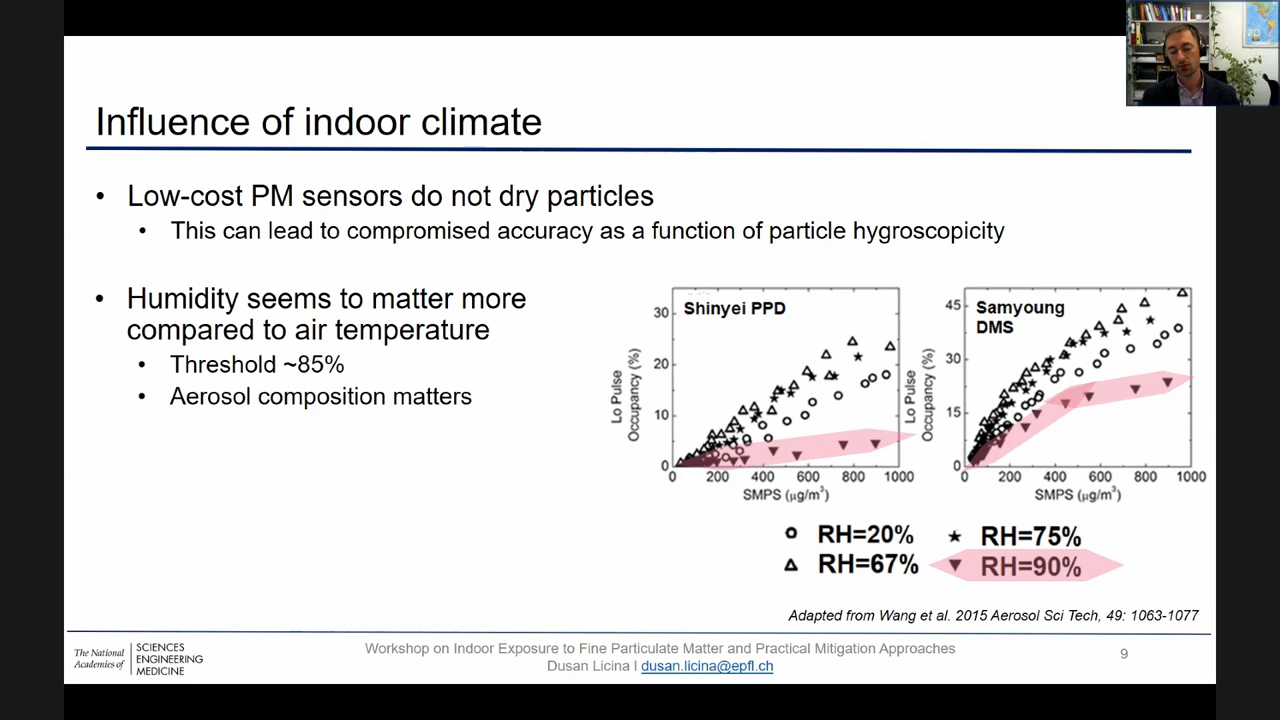 Influence of indoor climate
• Low-cost PM sensors do not dry particles
• This can lead to compromised accuracy as a function of particle hygroscopicity
• Humidity seems to matter more
compared to air temperature
• Threshold ~85%
• Aerosol composition matters
Shinyei PPD
30
20
10
0
Lo Pulse
Occupancy (%)
0 200 400 600 800 1000
SMPS (μg/m³)
Samyoung
DMS
45
30
15
0
Lo Pulse
Occupancy (%)
0 200 400 600 800 1000
SMPS (μg/m³)
RH=20%
RH=75%
RH=67%
RH=90%
Adapted from Wang et al. 2015 Aerosol Sci Tech, 49: 1063-1077
The National
Academies of
SCIENCES
ENGINEERING
MEDICINE
Workshop on Indoor Exposure to Fine Particulate Matter and Practical Mitigation Approaches
Dusan Licina I dusan.licina@epfl.ch
9